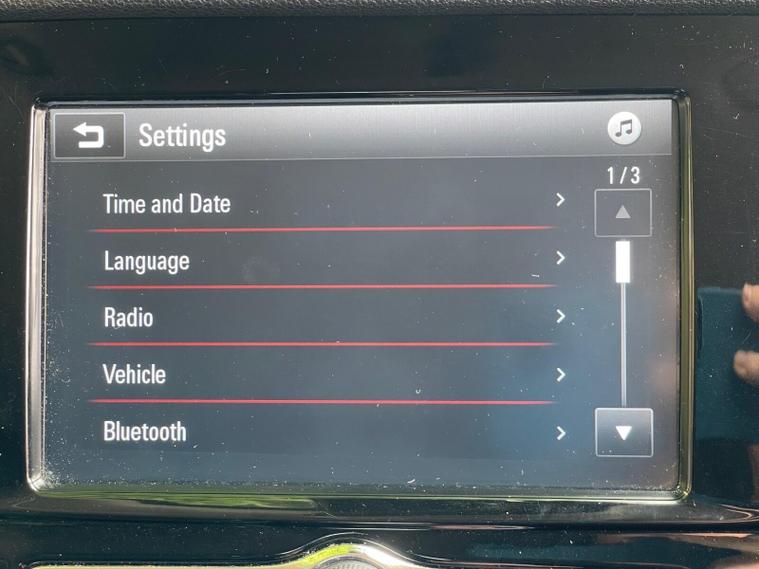 Settings
1/3
Time and Date
Language
Radio
Vehicle
Bluetooth